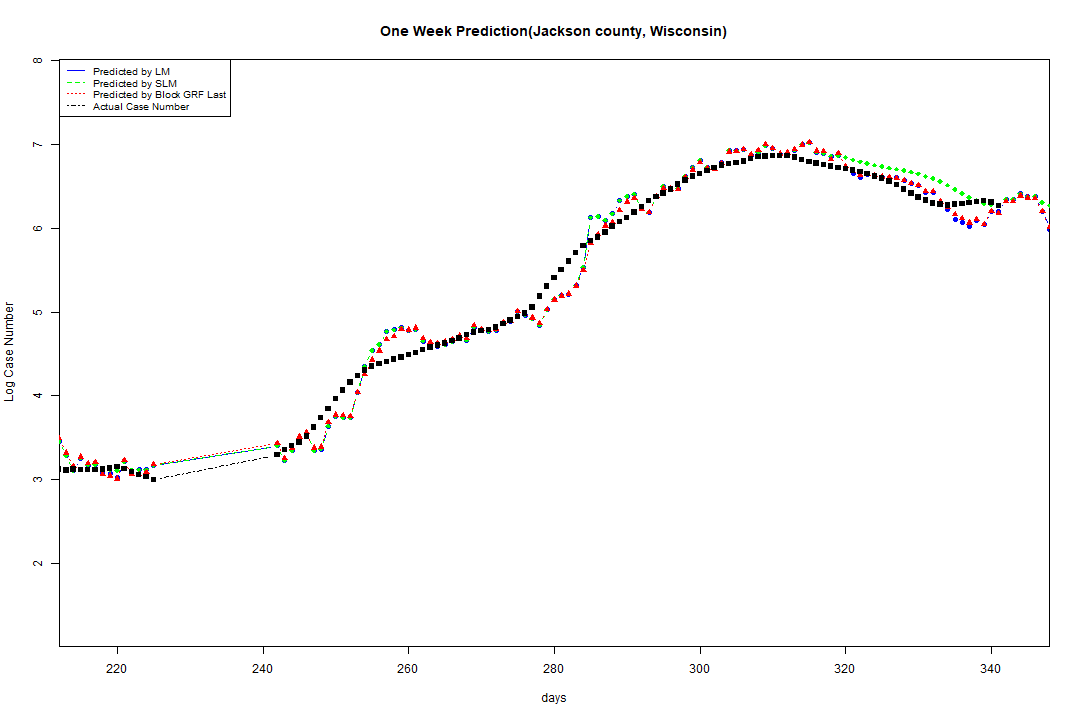 One Week Prediction(Jackson county, Wisconsin)
Predicted by LM
Predicted by SLM
Predicted by Block GRF Last
Actual Case Number
Log Case Number
8
7
6
5
4
3
2
220 240 260 280 300 320 340
days